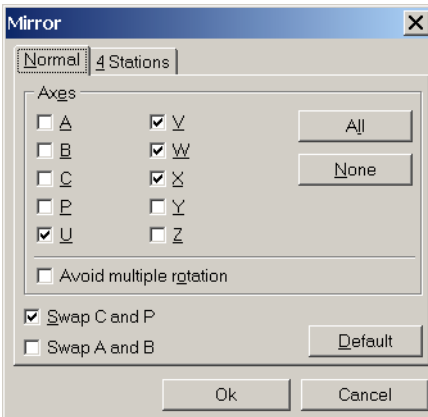 Mirror
Normal 4 Stations
Axes
A V All
B W
C X None
P Y
U Z
Avoid multiple rotation
Swap C and P
Swap A and B Default
Ok Cancel